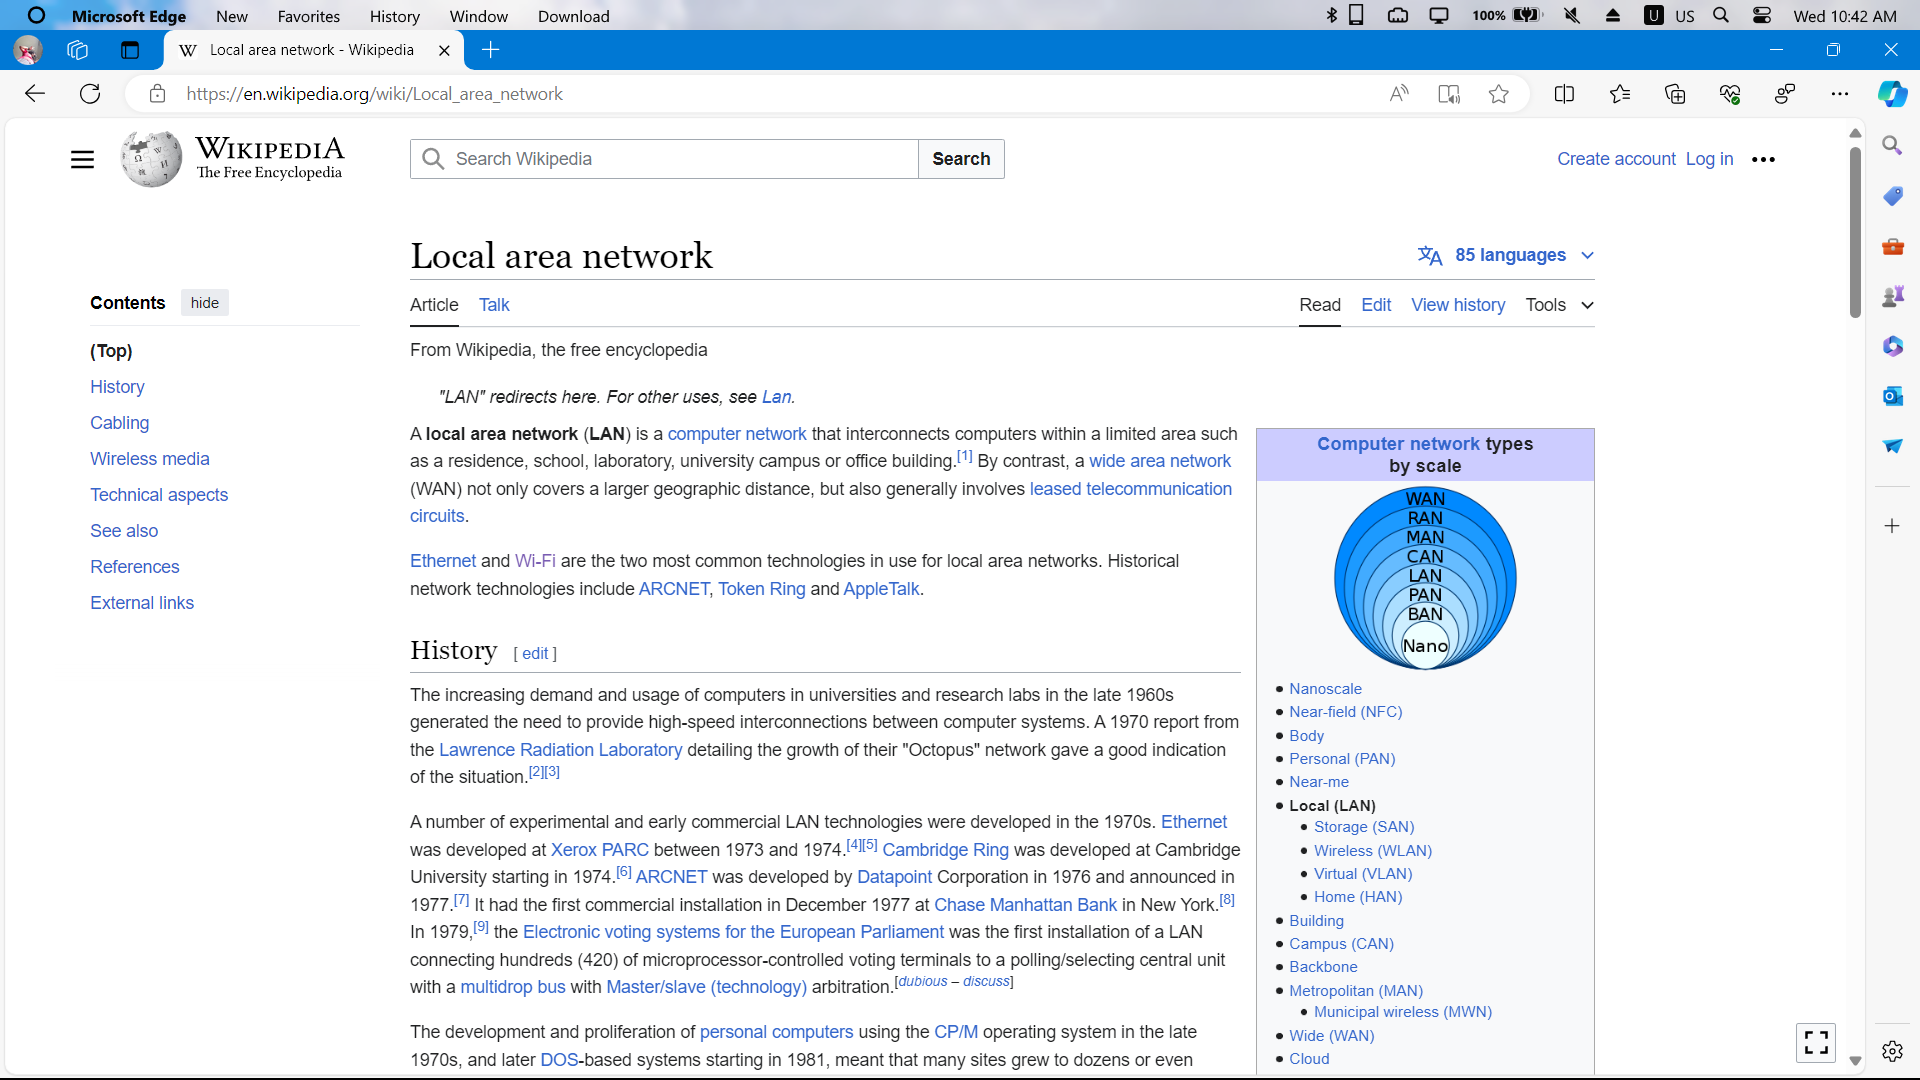 Microsoft Edge New Favorites History Window Download 100% U US Wed 10:42 AM
Local area network - Wikipedia
https://en.wikipedia.org/wiki/Local_area_network
WIKIPEDIA
The Free Encyclopedia
Search Wikipedia
Search
Create account Log in
Local area network
85 languages
Contents hide
(Top)
History
Cabling
Wireless media
Technical aspects
See also
References
External links
Article Talk
Read Edit View history Tools
From Wikipedia, the free encyclopedia
"LAN" redirects here. For other uses, see Lan.
A local area network (LAN) is a computer network that interconnects computers within a limited area such
as a residence, school, laboratory, university campus or office building.[1] By contrast, a wide area network
(WAN) not only covers a larger geographic distance, but also generally involves leased telecommunication
circuits.
Ethernet and Wi-Fi are the two most common technologies in use for local area networks. Historical
network technologies include ARCNET, Token Ring and AppleTalk.
History [ edit ]
The increasing demand and usage of computers in universities and research labs in the late 1960s
generated the need to provide high-speed interconnections between computer systems. A 1970 report from
the Lawrence Radiation Laboratory detailing the growth of their "Octopus" network gave a good indication
of the situation.[2][3]
A number of experimental and early commercial LAN technologies were developed in the 1970s. Ethernet
was developed at Xerox PARC between 1973 and 1974.[4][5] Cambridge Ring was developed at Cambridge
University starting in 1974.[6] ARCNET was developed by Datapoint Corporation in 1976 and announced in
1977.[7] It had the first commercial installation in December 1977 at Chase Manhattan Bank in New York.[8]
In 1979,[9] the Electronic voting systems for the European Parliament was the first installation of a LAN
connecting hundreds (420) of microprocessor-controlled voting terminals to a polling/selecting central unit
with a multidrop bus with Master/slave (technology) arbitration.[dubious – discuss]
The development and proliferation of personal computers using the CP/M operating system in the late
1970s, and later DOS-based systems starting in 1981, meant that many sites grew to dozens or even
Computer network types
by scale
WAN
RAN
MAN
CAN
LAN
PAN
BAN
Nano
Nanoscale
Near-field (NFC)
Body
Personal (PAN)
Near-me
Local (LAN)
Storage (SAN)
Wireless (WLAN)
Virtual (VLAN)
Home (HAN)
Building
Campus (CAN)
Backbone
Metropolitan (MAN)
Municipal wireless (MWN)
Wide (WAN)
Cloud